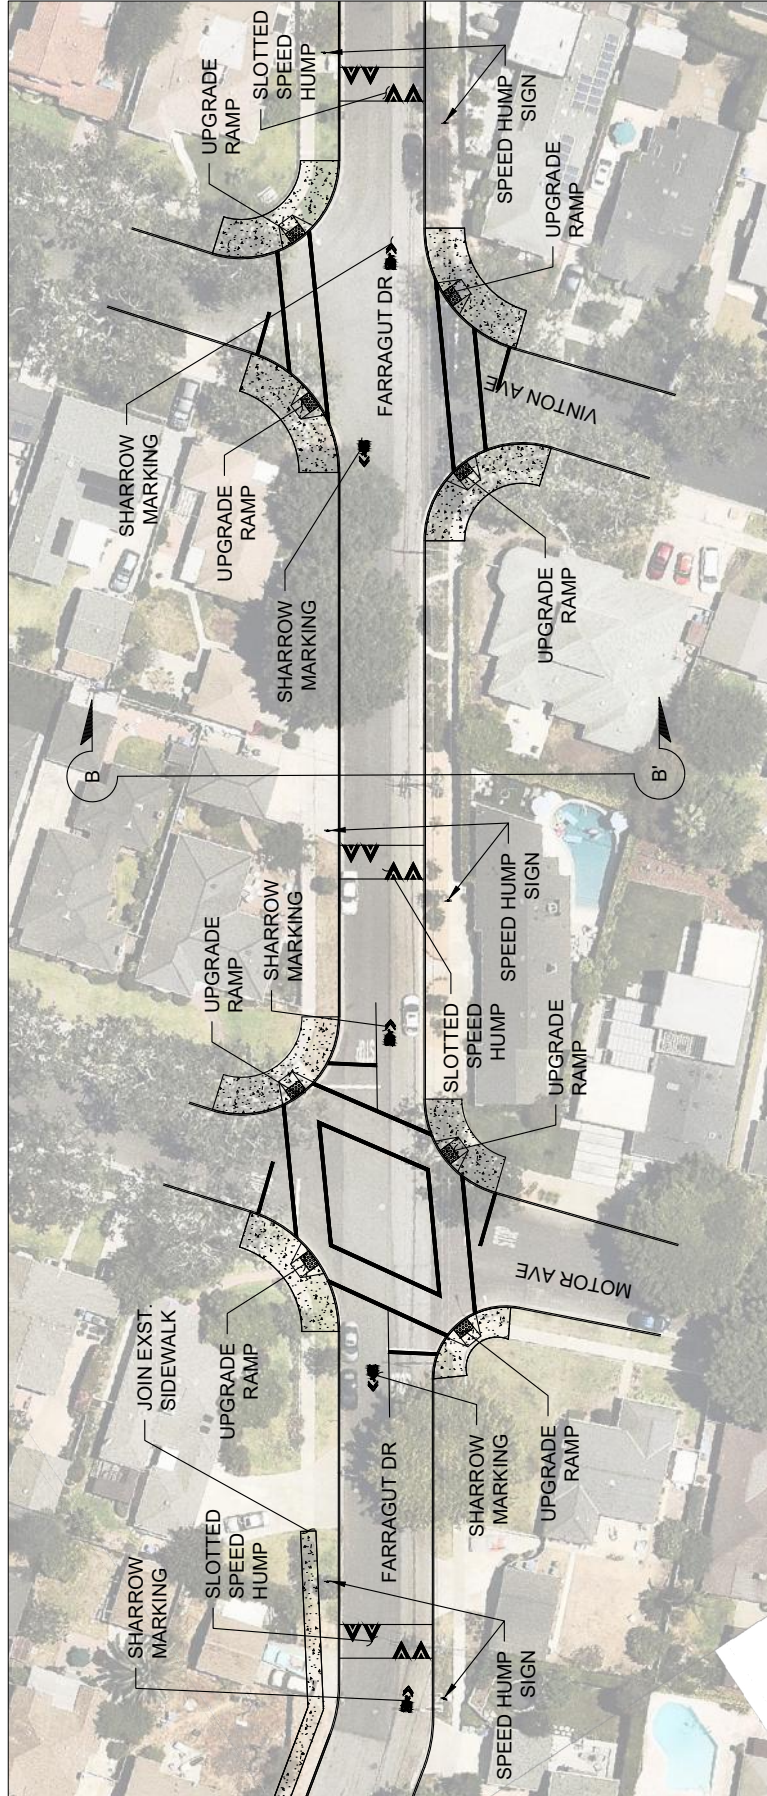 SHARROW
MARKING
SLOTTED
SPEED
HUMP
JOIN EXST.
SIDEWALK
UPGRADE
RAMP
UPGRADE
RAMP
SHARROW
MARKING
B
SHARROW
MARKING
UPGRADE
RAMP
SHARROW
MARKING
UPGRADE
RAMP
SLOTTED
SPEED
HUMP
FARRAGUT DR
FARRAGUT DR
SPEED HUMP
SIGN
SHARROW
MARKING
UPGRADE
RAMP
MOTOR AVE
STOP
SLOTTED
SPEED
HUMP
UPGRADE
RAMP
SPEED HUMP
SIGN
B'
UPGRADE
RAMP
VINTON AVE
UPGRADE
RAMP
SPEED HUMP
SIGN